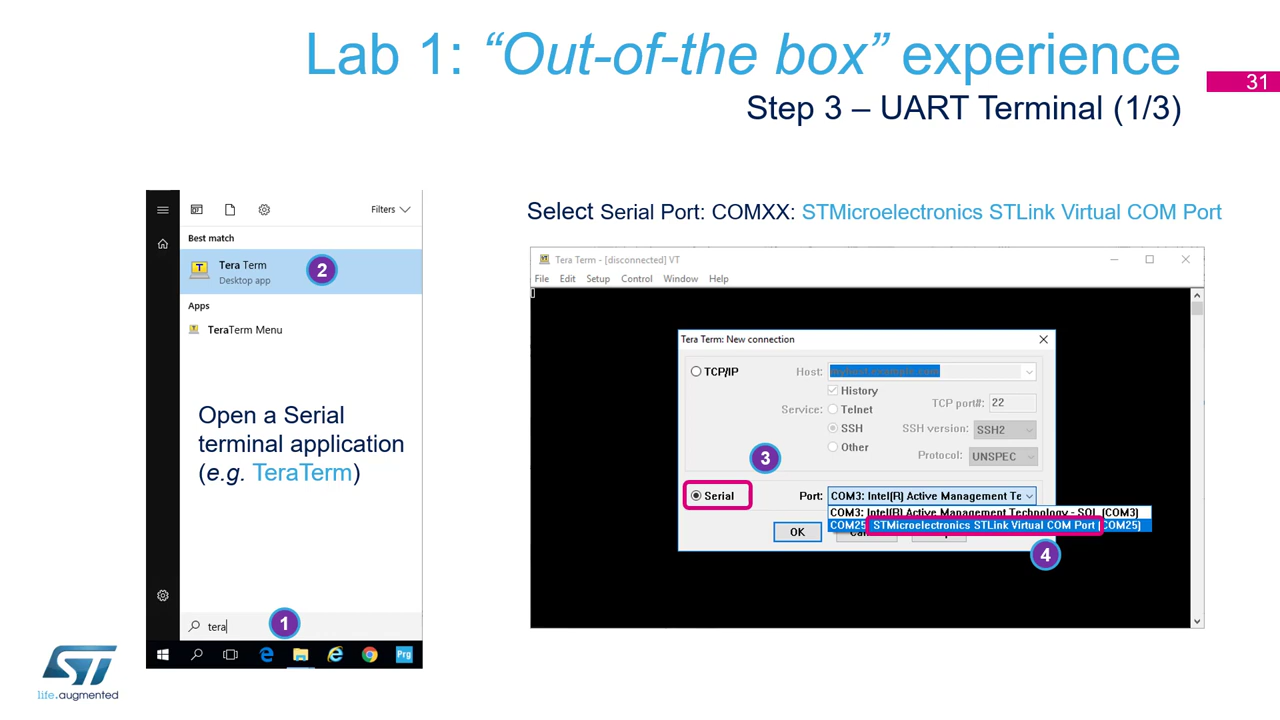 Lab 1: “Out-of-the box” experience
31
Step 3 – UART Terminal (1/3)
Filters
Best match
Tera Term
Desktop app
2
Apps
TeraTerm Menu
Open a Serial
terminal application
(e.g. TeraTerm)
tera
1
Prg
Select Serial Port: COMXX: STMicroelectronics STLink Virtual COM Port
Tera Term - [disconnected] VT
File Edit Setup Control Window Help
Tera Term: New connection
TCP/IP
Host: myhost.example.com
History
Service: Telnet
TCP port#: 22
SSH
SSH version: SSH2
Other
Protocol: UNSPEC
3
Serial
Port: COM3: Intel(R) Active Management Te
COM3: Intel(R) Active Management Technology - SOL (COM3)
COM25 STMicroelectronics STLink Virtual COM Port COM25)
OK
4
ST
life.augmented